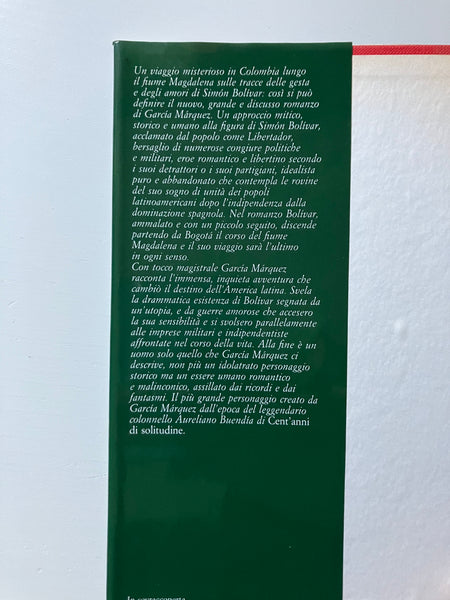 Un viaggio misterioso in Colombia lungo
il fiume Magdalena sulle tracce delle gesta
e degli amori di Simón Bolívar: così si può
definire il nuovo, grande e discusso romanzo
di García Márquez. Un approccio mitico,
storico e umano alla figura di Simón Bolívar,
acclamato dal popolo come Libertador,
bersaglio di numerose congiure politiche
e militari, eroe romantico e libertino secondo
i suoi detrattori o i suoi partigiani, idealista
puro e abbandonato che contempla le rovine
del suo sogno di unità dei popoli
latinoamericani dopo l'indipendenza dalla
dominazione spagnola. Nel romanzo Bolívar,
ammalato e con un piccolo seguito, discende
partendo da Bogotá il corso del fiume
Magdalena e il suo viaggio sarà l'ultimo
in ogni senso.
Con tocco magistrale García Márquez
racconta l'immensa, inquieta avventura che
cambiò il destino dell'America latina. Svela
la drammatica esistenza di Bolívar segnata da
un'utopia, e da guerre amorose che accesero
la sua sensibilità e si svolsero parallelamente
alle imprese militari e indipendentiste
affrontate nel corso della vita. Alla fine è un
uomo solo quello che García Márquez ci
descrive, non più un idolatrato personaggio
storico ma un essere umano romantico
e malinconico, assillato dai ricordi e dai
fantasmi. Il più grande personaggio creato da
García Márquez dall'epoca del leggendario
colonnello Aureliano Buendía di Cent'anni
di solitudine.
In sovraccoperta